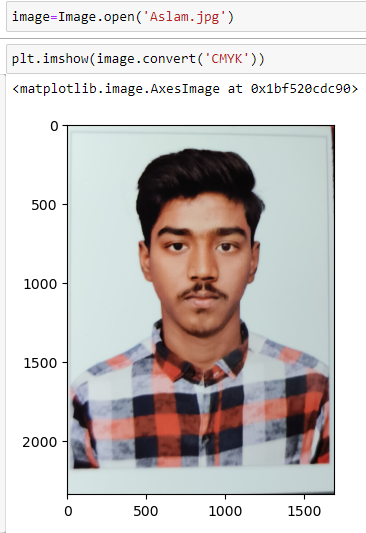 image=Image.open('Aslam.jpg')
plt.imshow(image.convert('CMYK'))
<matplotlib.image.AxesImage at 0x1bf520cdc90>
0
500
1000
1500
2000
0 500 1000 1500